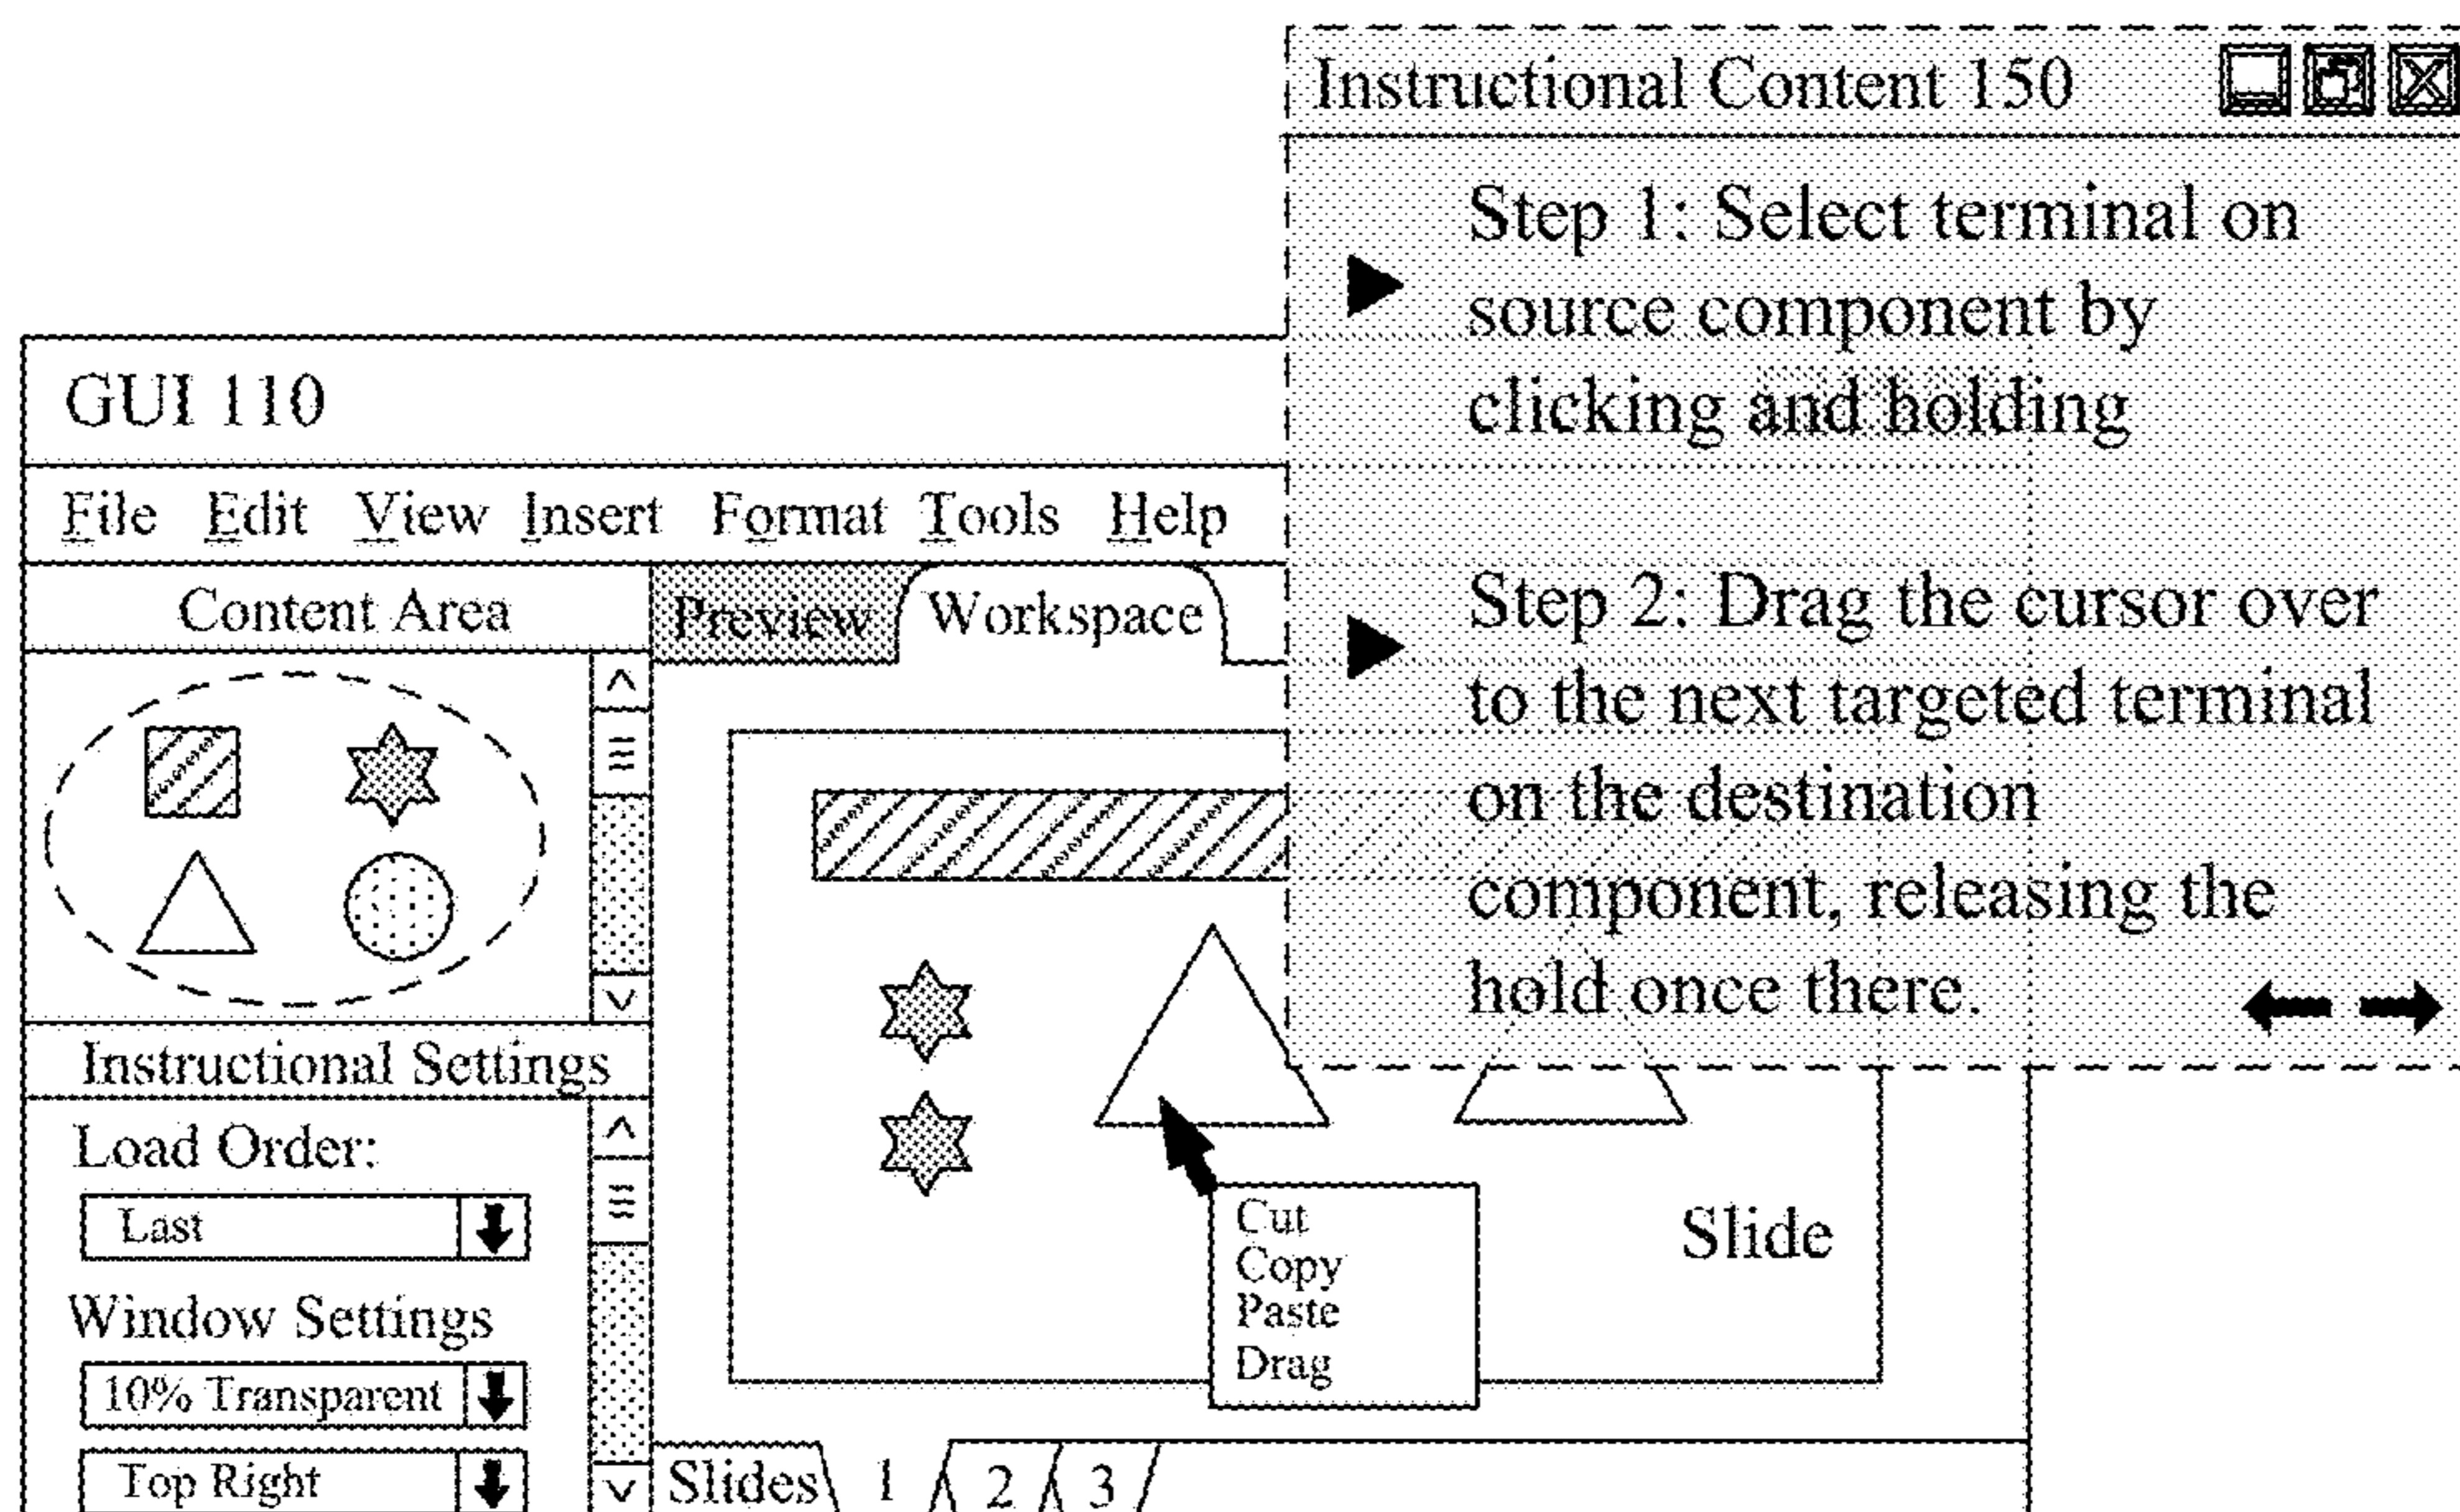 Instructional Content 150
Step 1: Select terminal on
source component by
clicking and holding
Step 2: Drag the cursor over
to the next targeted terminal
on the destination
component, releasing the
hold once there.
GUI 110
File Edit View Insert Format Tools Help
Content Area
Preview Workspace
Instructional Settings
Load Order:
Last
Window Settings
10% Transparent
Top Right
Cut
Copy
Paste
Drag
Slide
Slides 1 2 3